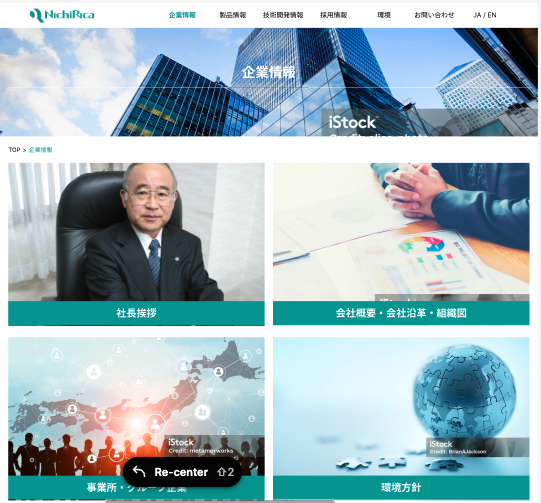 NichiRica
企業情報 製品情報 技術開発情報 採用情報 環境 お問い合わせ JA / EN
企業情報
iStock
TOP > 企業情報
社長挨拶
会社概要・会社沿革・組織図
iStock
Credit: metamorworks
iStock
Credit: BrianAJackson
Re-center ⇧2
事業所・グループ企業
環境方針